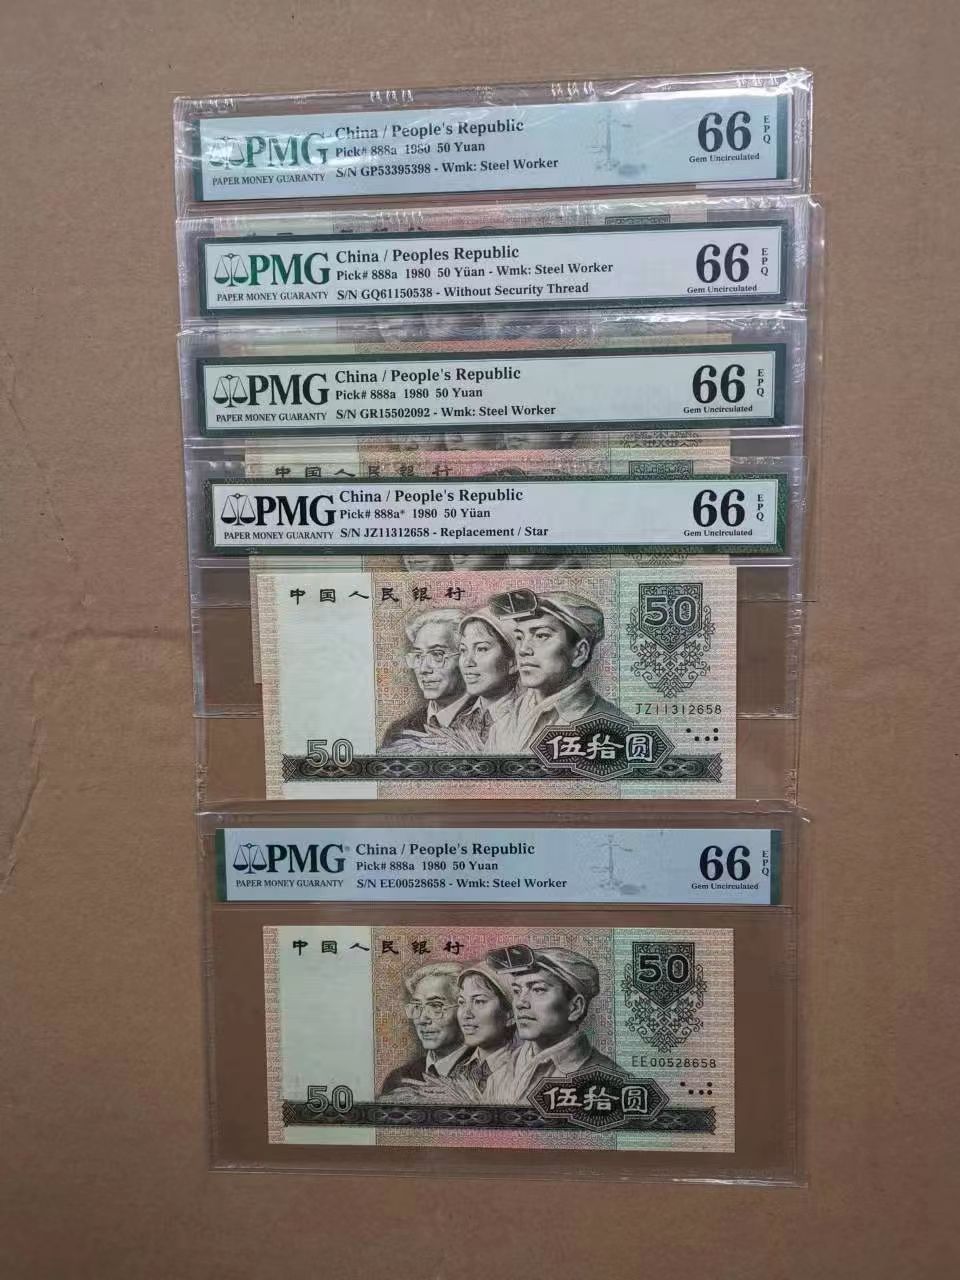 PMG China / People's Republic 66 EPQ
Pick# 888a 1980 50 Yuan
PAPER MONEY GUARANTY S/N GP53395398 - Wmk: Steel Worker Gem Uncirculated
PMG China / Peoples Republic 66 EPQ
Pick# 888a 1980 50 Yüan - Wmk: Steel Worker
PAPER MONEY GUARANTY S/N GQ61150538 - Without Security Thread Gem Uncirculated
PMG China / People's Republic 66 EPQ
Pick# 888a 1980 50 Yuan
PAPER MONEY GUARANTY S/N GR15502092 - Wmk: Steel Worker Gem Uncirculated
中国人民银行
PMG China / People's Republic 66 EPQ
Pick# 888a* 1980 50 Yüan
PAPER MONEY GUARANTY S/N JZ11312658 - Replacement / Star Gem Uncirculated
中国人民银行
50
JZ11312658
50 伍拾圆
PMG China / People's Republic 66 EPQ
Pick# 888a 1980 50 Yuan
PAPER MONEY GUARANTY S/N EE00528658 - Wmk: Steel Worker Gem Uncirculated
中国人民银行
50
EE00528658
50 伍拾圆